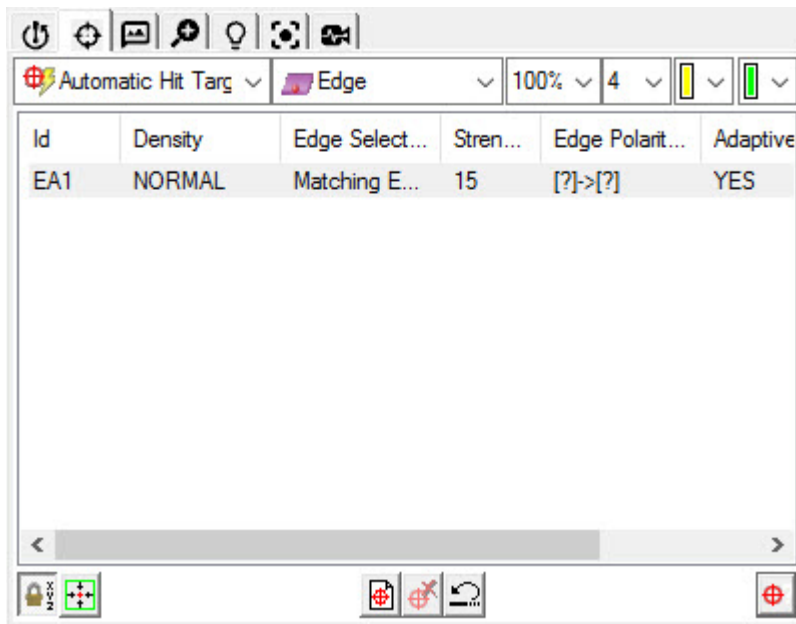 Automatic Hit Targ Edge 100% 4
Id Density Edge Select... Stren... Edge Polarit... Adaptive
EA1 NORMAL Matching E... 15 [?]->[?] YES
XYZ